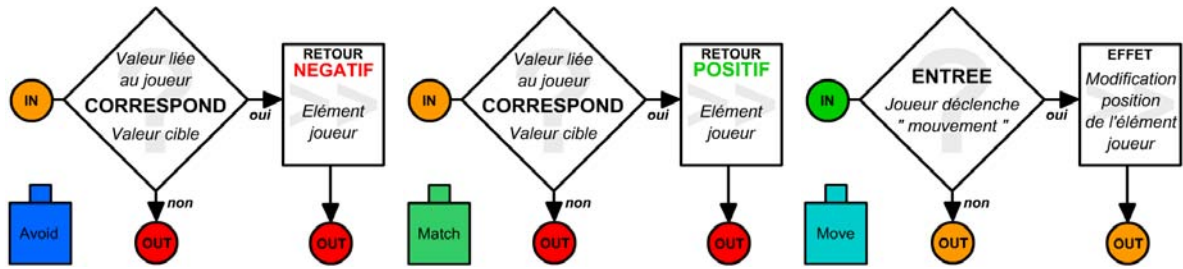 IN
Valeur liée
au joueur
CORRESPOND
Valeur cible
oui
non
RETOUR
NEGATIF
Elément
joueur
Avoid
OUT
OUT
IN
Valeur liée
au joueur
CORRESPOND
Valeur cible
oui
non
RETOUR
POSITIF
Elément
joueur
Match
OUT
OUT
IN
ENTREE
Joueur déclenche
" mouvement "
oui
non
EFFET
Modification
position
de l'élément
joueur
Move
OUT
OUT